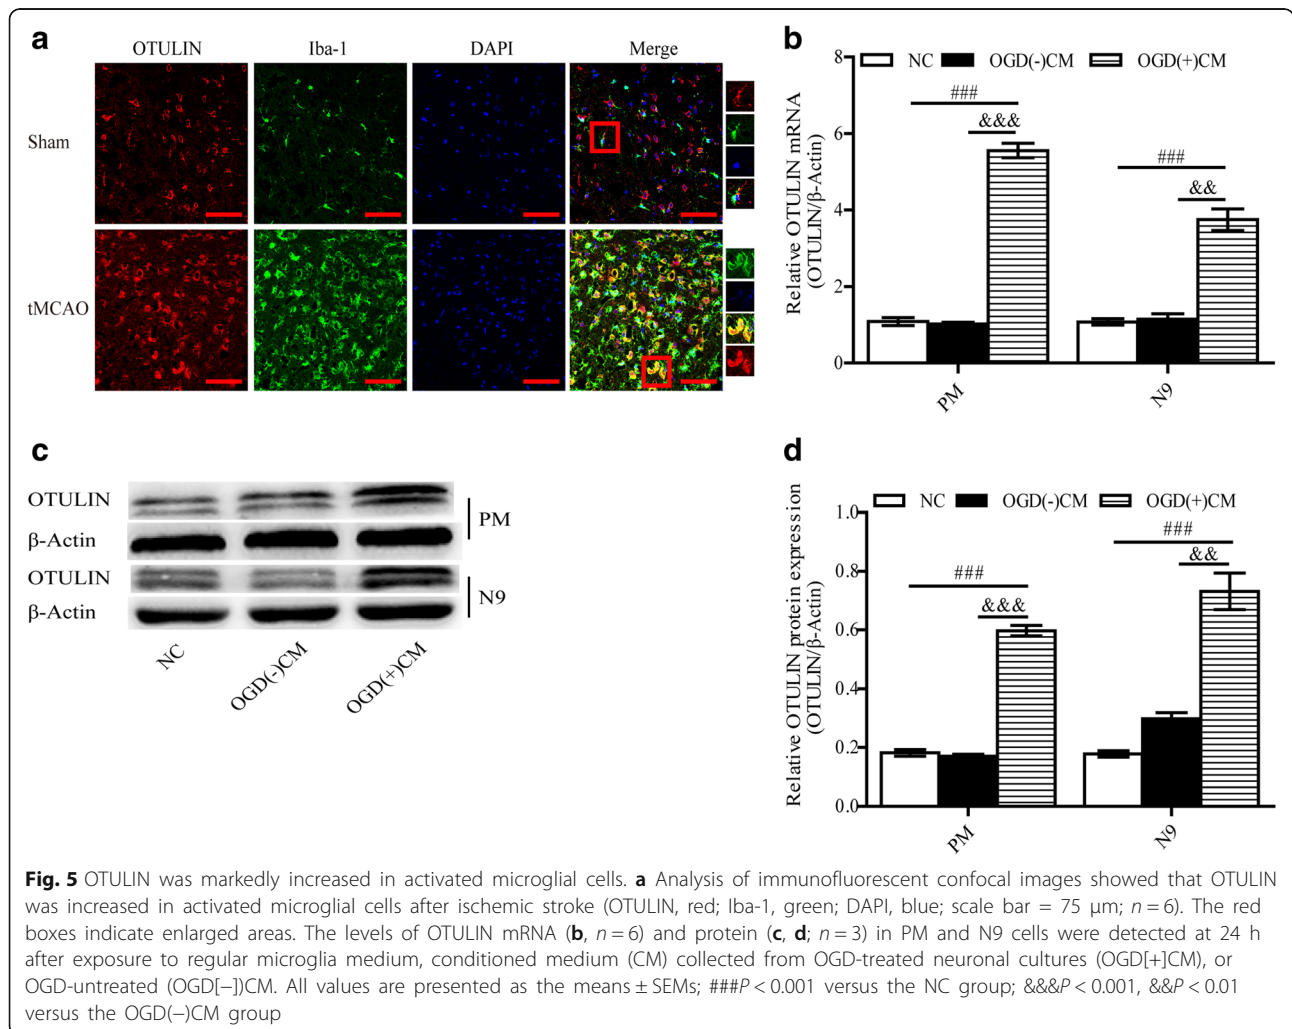 a
OTULIN Iba-1 DAPI Merge
Sham
tMCAO
b
NC OGD(-)CM OGD(+)CM
Relative OTULIN mRNA
(OTULIN/β-Actin)
8
6
4
2
0
###
&&&
###
&&
PM N9
c
OTULIN
β-Actin
PM
OTULIN
β-Actin
N9
NC OGD(-)CM OGD(+)CM
d
NC OGD(-)CM OGD(+)CM
Relative OTULIN protein expression
(OTULIN/β-Actin)
1.0
0.8
0.6
0.4
0.2
0.0
###
&&&
###
&&
PM N9
Fig. 5 OTULIN was markedly increased in activated microglial cells. a Analysis of immunofluorescent confocal images showed that OTULIN
was increased in activated microglial cells after ischemic stroke (OTULIN, red; Iba-1, green; DAPI, blue; scale bar = 75 μm; n = 6). The red
boxes indicate enlarged areas. The levels of OTULIN mRNA (b, n = 6) and protein (c, d; n = 3) in PM and N9 cells were detected at 24 h
after exposure to regular microglia medium, conditioned medium (CM) collected from OGD-treated neuronal cultures (OGD[+]CM), or
OGD-untreated (OGD[−])CM. All values are presented as the means ± SEMs; ###P < 0.001 versus the NC group; &&&P < 0.001, &&P < 0.01
versus the OGD(−)CM group